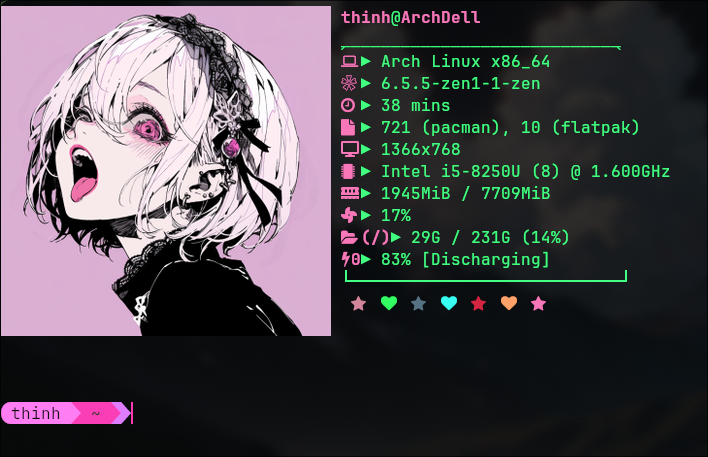 thinh@ArchDell
Arch Linux x86_64
6.5.5-zen1-1-zen
38 mins
721 (pacman), 10 (flatpak)
1366x768
Intel i5-8250U (8) @ 1.600GHz
1945MiB / 7709MiB
17%
(/) 29G / 231G (14%)
0 83% [Discharging]
thinh ~